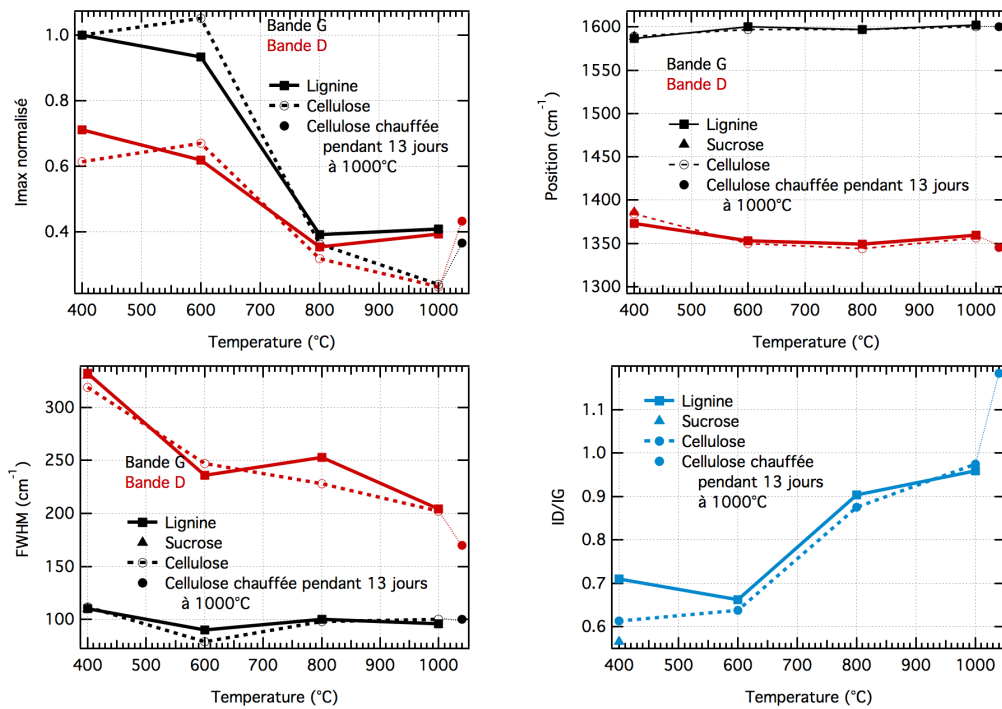 Imax normalisé
1.0
0.8
0.6
0.4
Bande G
Bande D
Lignine
Cellulose
Cellulose chauffée
pendant 13 jours
à 1000°C
400 500 600 700 800 900 1000
Temperature (°C)
Position (cm⁻¹)
1600
1550
1500
1450
1400
1350
1300
Bande G
Bande D
Lignine
Sucrose
Cellulose
Cellulose chauffée pendant 13 jours
à 1000°C
400 500 600 700 800 900 1000
Temperature (°C)
FWHM (cm⁻¹)
300
250
200
150
100
Bande G
Bande D
Lignine
Sucrose
Cellulose
Cellulose chauffée pendant 13 jours
à 1000°C
400 500 600 700 800 900 1000
Temperature (°C)
ID/IG
1.1
1.0
0.9
0.8
0.7
0.6
Lignine
Sucrose
Cellulose
Cellulose chauffée
pendant 13 jours
à 1000°C
400 500 600 700 800 900 1000
Temperature (°C)